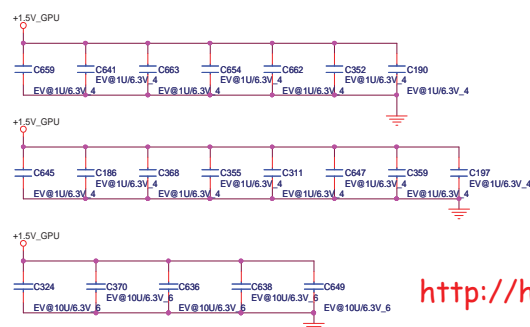 +1.5V_GPU
C659 C641 C663 C654 C662 C352 C190
EV@1U/6.3V_4 EV@1U/6.3V_4 EV@1U/6.3V_4 EV@1U/6.3V_4 EV@1U/6.3V_4 EV@1U/6.3V_4 EV@1U/6.3V_4
+1.5V_GPU
C645 C186 C368 C355 C311 C647 C359 C197
EV@1U/6.3V_4 EV@1U/6.3V_4 EV@1U/6.3V_4 EV@1U/6.3V_4 EV@1U/6.3V_4 EV@1U/6.3V_4 EV@1U/6.3V_4 EV@1U/6.3V_4
+1.5V_GPU
C324 C370 C636 C638 C649
EV@10U/6.3V_6 EV@10U/6.3V_6 EV@10U/6.3V_6 EV@10U/6.3V_6 EV@10U/6.3V_6
http://h